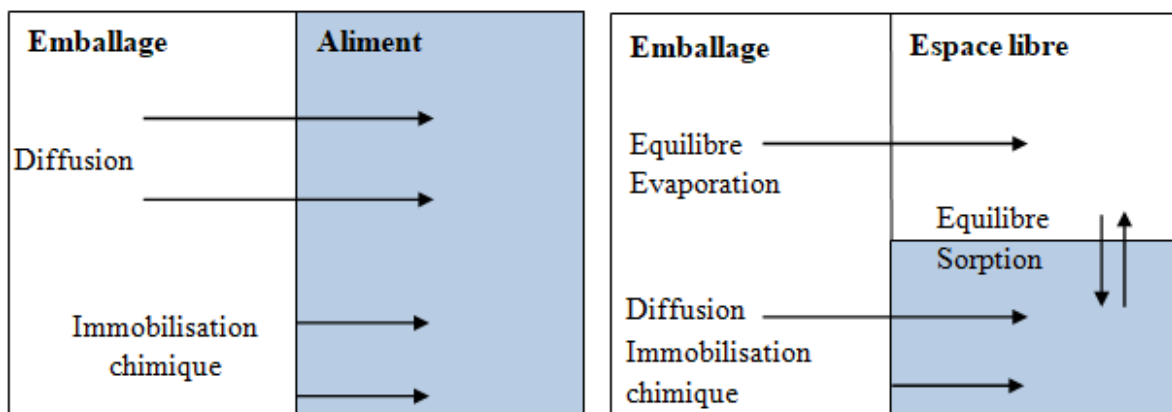 Emballage
Aliment
Diffusion
Immobilisation
chimique
Emballage
Espace libre
Equilibre
Evaporation
Equilibre
Sorption
Diffusion
Immobilisation
chimique